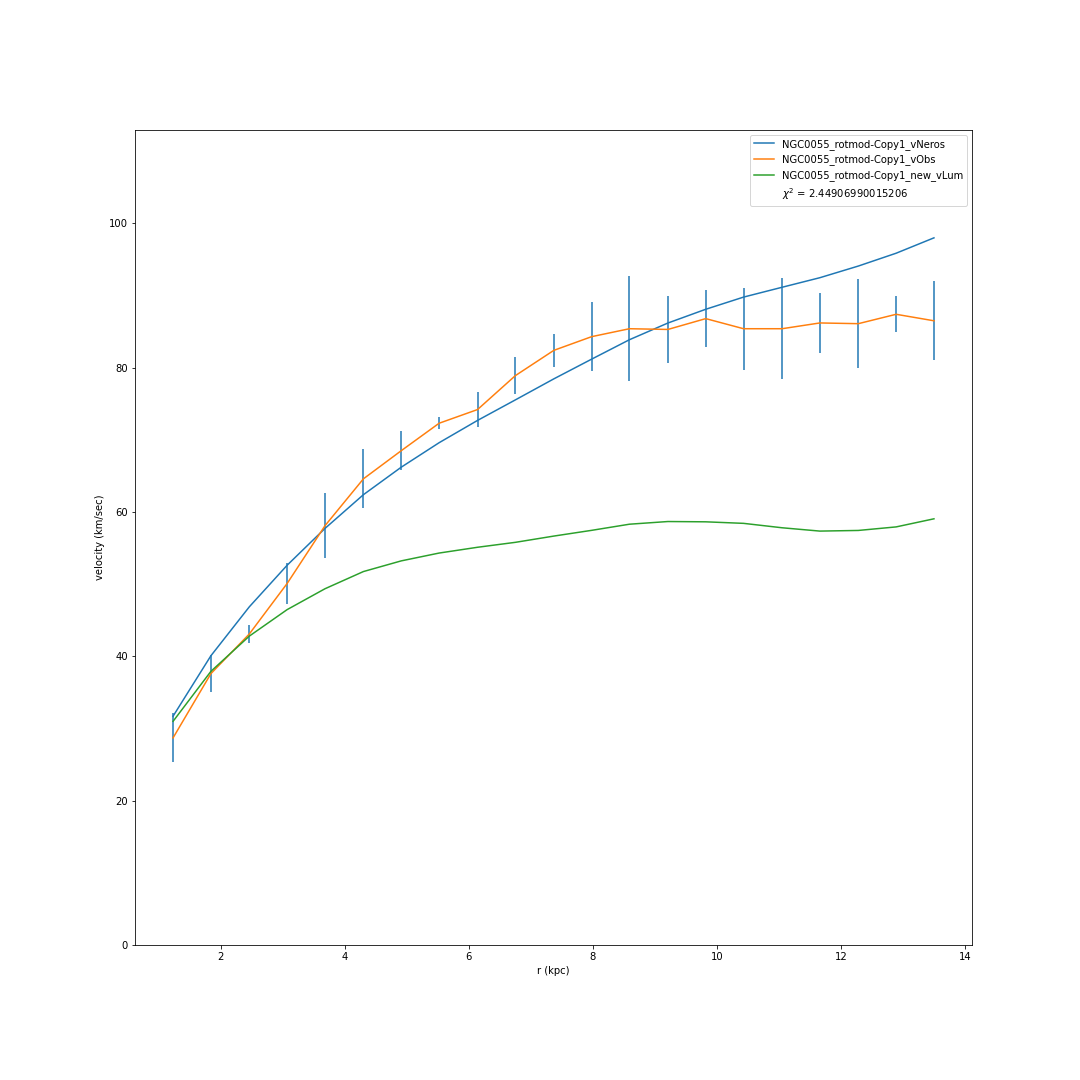 NGC0055_rotmod-Copy1_vNeros
NGC0055_rotmod-Copy1_vObs
NGC0055_rotmod-Copy1_new_vLum
χ² = 2.44906990015206
100
80
60
40
20
0
velocity (km/sec)
2 4 6 8 10 12 14
r (kpc)